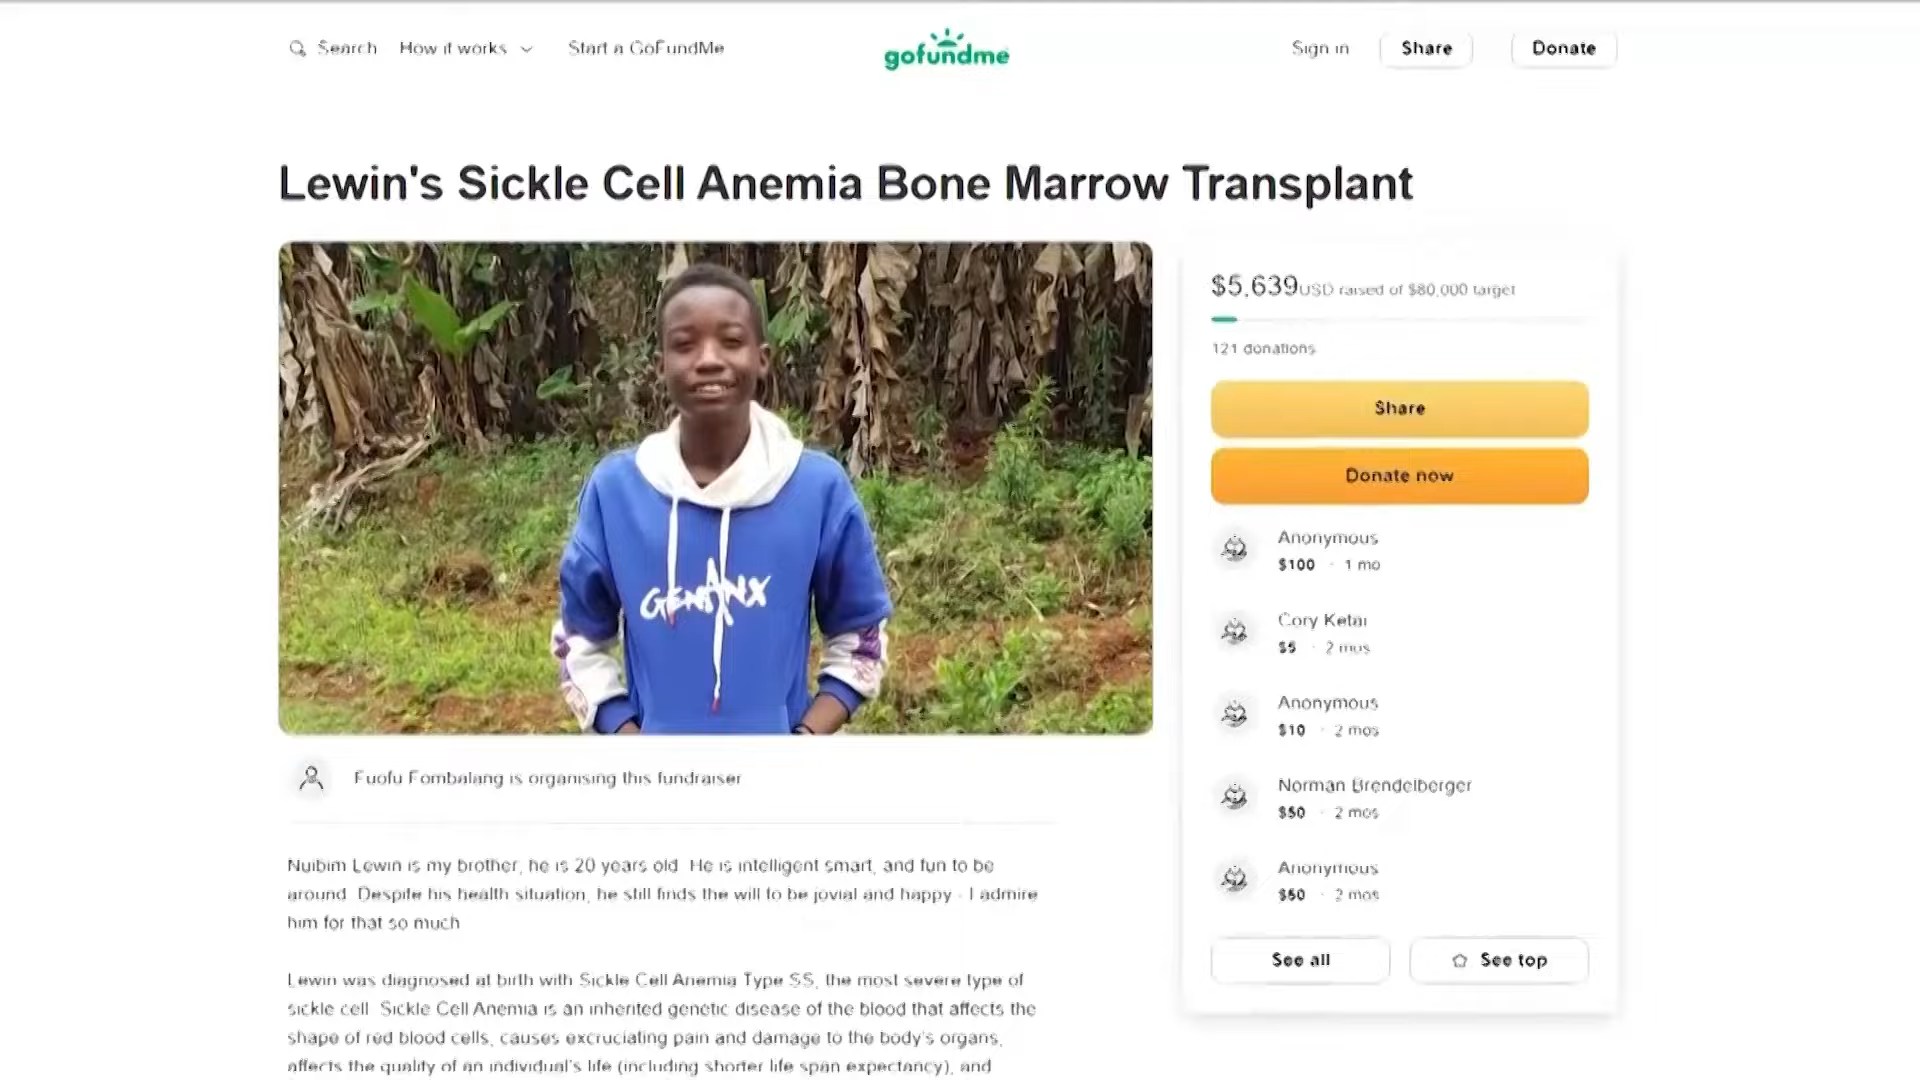 Search How it works Start a GoFundMe gofundme Sign in Share Donate
Lewin's Sickle Cell Anemia Bone Marrow Transplant
GENANX
$5,639 USD raised of $80,000 target
121 donations
Share
Donate now
Anonymous
$100 · 1 mo
Cory Ketai
$5 · 2 mos
Anonymous
$10 · 2 mos
Norman Brendelberger
$50 · 2 mos
Anonymous
$50 · 2 mos
See all See top
Fuofu Fombalang is organising this fundraiser
Nuibim Lewin is my brother, he is 20 years old. He is intelligent smart, and fun to be
around. Despite his health situation, he still finds the will to be jovial and happy - I admire
him for that so much
Lewin was diagnosed at birth with Sickle Cell Anemia Type SS, the most severe type of
sickle cell. Sickle Cell Anemia is an inherited genetic disease of the blood that affects the
shape of red blood cells, causes excruciating pain and damage to the body's organs,
affects the quality of an individual's life (including shorter life span expectancy), and